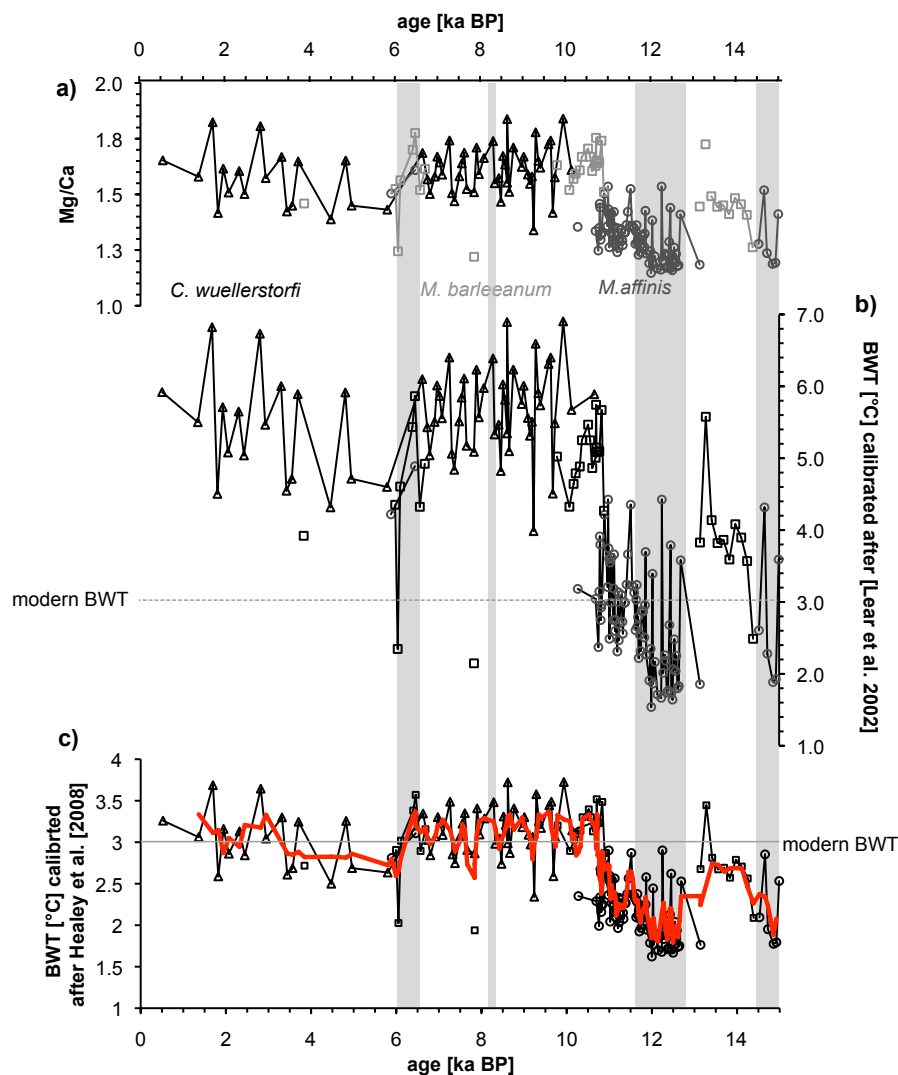 age [ka BP]
0 2 4 6 8 10 12 14
a)
2.0
1.8
1.5
1.3
1.0
Mg/Ca
C. wuellerstorfi M. barleeanum M.affinis
b)
7.0
6.0
5.0
4.0
3.0
2.0
1.0
BWT [°C] calibrated after [Lear et al. 2002]
modern BWT
c)
4
3.5
3
2.5
2
1.5
1
BWT [°C] calibrted
after Healey et al. [2008]
modern BWT
0 2 4 6 8 10 12 14
age [ka BP]